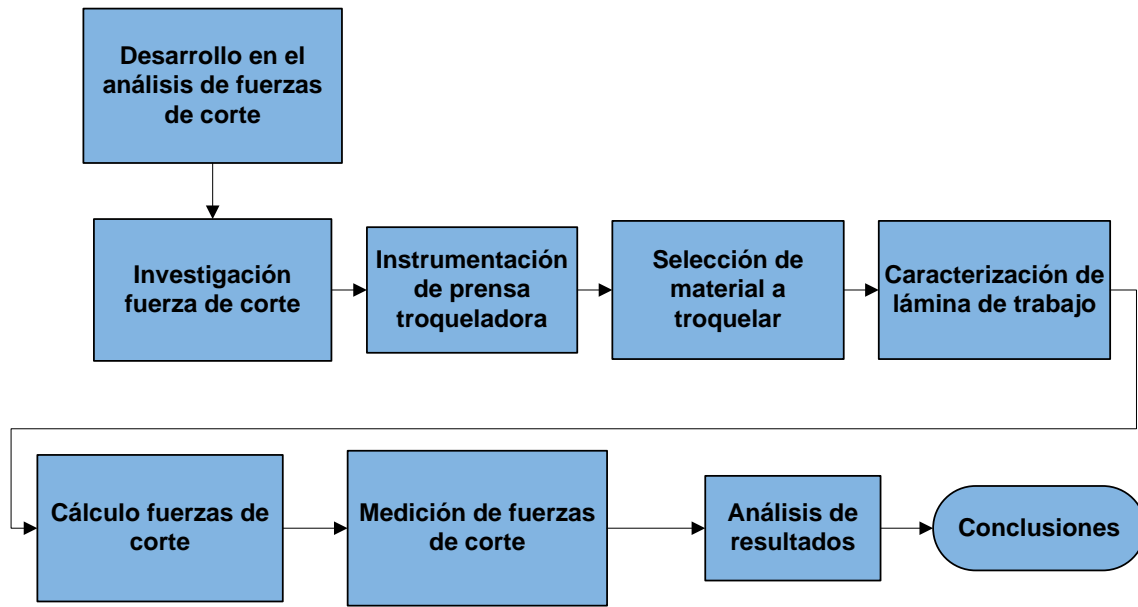 Desarrollo en el
análisis de fuerzas
de corte
Investigación
fuerza de corte
Instrumentación
de prensa
troqueladora
Selección de
material a
troquelar
Caracterización de
lámina de trabajo
Cálculo fuerzas de
corte
Medición de fuerzas
de corte
Análisis de
resultados
Conclusiones